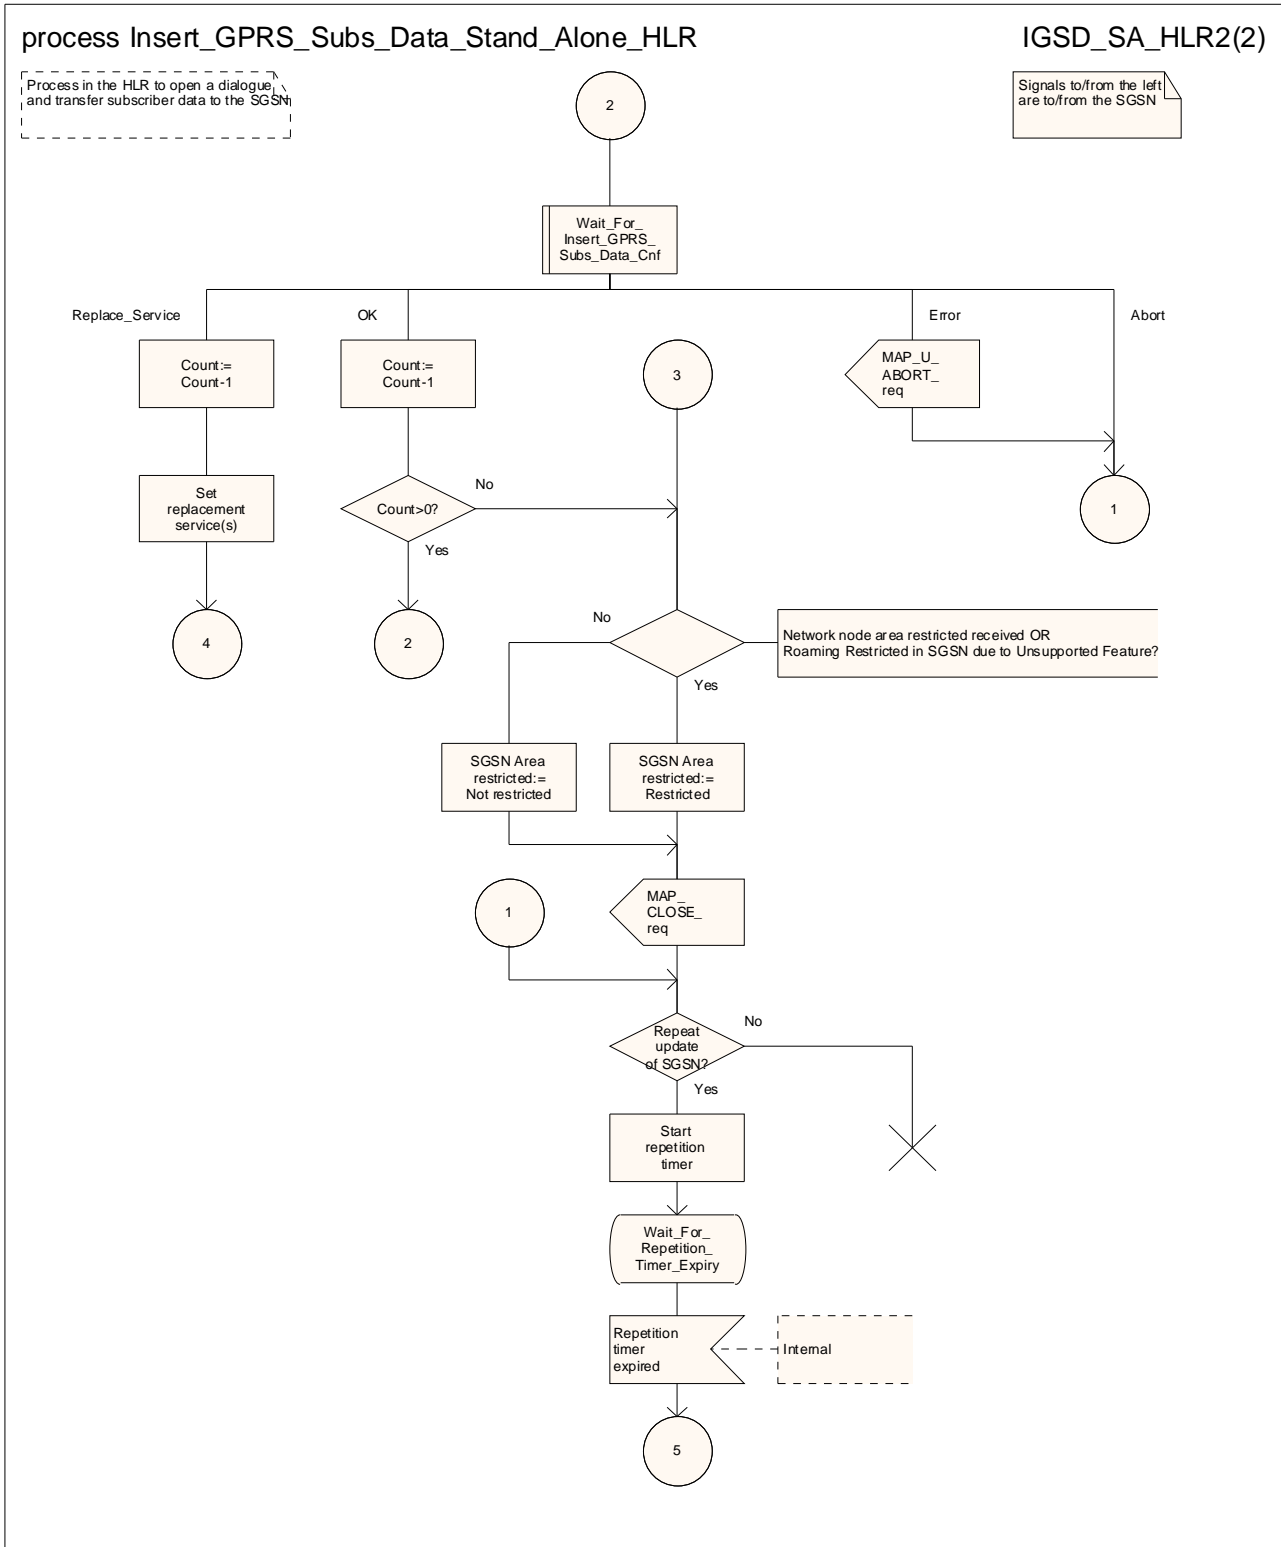 process Insert_GPRS_Subs_Data_Stand_Alone_HLR
IGSD_SA_HLR2(2)
Process in the HLR to open a dialogue
and transfer subscriber data to the SGSN
2
Signals to/from the left
are to/from the SGSN
Wait_For_
Insert_GPRS_
Subs_Data_Cnf
Replace_Service
OK
Error
Abort
Count:=
Count-1
Count:=
Count-1
3
MAP_U_
ABORT_
req
Set
replacement
service(s)
Count>0?
No
Yes
1
4
2
No
Yes
Network node area restricted received OR
Roaming Restricted in SGSN due to Unsupported Feature?
SGSN Area
restricted:=
Not restricted
SGSN Area
restricted:=
Restricted
1
MAP_
CLOSE_
req
Repeat
update
of SGSN?
No
Yes
Start
repetition
timer
Wait_For_
Repetition_
Timer_Expiry
Repetition
timer
expired
Internal
5